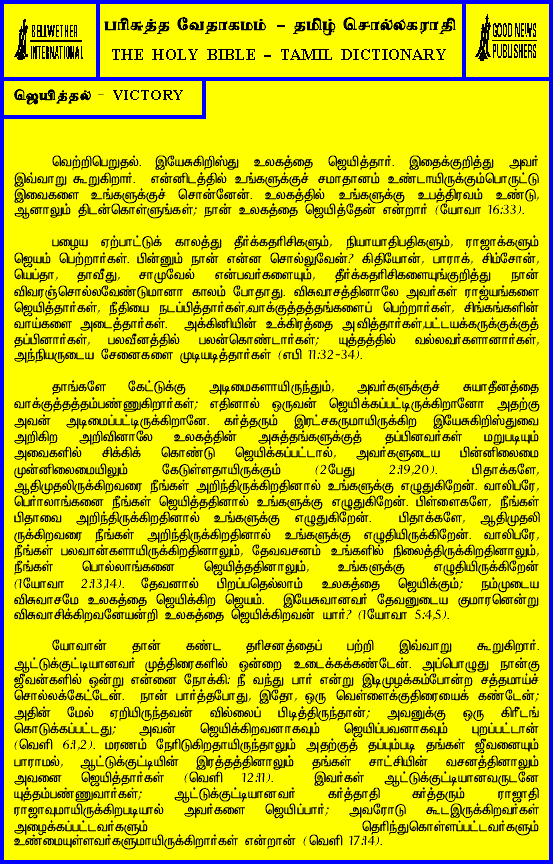 BELLWETHER
INTERNATIONAL
பரிசுத்த வேதாகமம் - தமிழ் சொல்லகராதி
THE HOLY BIBLE – TAMIL DICTIONARY
GOOD NEWS
PUBLISHERS
ஜெயித்தல் - VICTORY
வெற்றிபெறுதல். இயேசுகிறிஸ்து உலகத்தை ஜெயித்தார். இதைக்குறித்து அவர்
இவ்வாறு கூறுகிறார். என்னிடத்தில் உங்களுக்குச் சமாதானம் உண்டாயிருக்கும்பொருட்டு
இவைகளை உங்களுக்குச் சொன்னேன். உலகத்தில் உங்களுக்கு உபத்திரவம் உண்டு,
ஆனாலும் திடன்கொள்ளுங்கள்; நான் உலகத்தை ஜெயித்தேன் என்றார் (யோவா 16:33).
பழைய ஏற்பாட்டுக் காலத்து தீர்க்கதரிசிகளும், நியாயாதிபதிகளும், ராஜாக்களும்
ஜெயம் பெற்றார்கள். பின்னும் நான் என்ன சொல்லுவேன்? கிதியோன், பாராக், சிம்சோன்,
யெப்தா, தாவீது, சாமுவேல் என்பவர்களையும், தீர்க்கதரிசிகளையுங்குறித்து நான்
விவரஞ்சொல்லவேண்டுமானா காலம் போதாது. விசுவாசத்தினாலே அவர்கள் ராஜ்யங்களை
ஜெயித்தார்கள், நீதியை நடப்பித்தார்கள்,வாக்குத்தத்தங்களைப் பெற்றார்கள், சிங்கங்களின்
வாய்களை அடைத்தார்கள். அக்கினியின் உக்கிரத்தை அவித்தார்கள்,பட்டயக்கருக்குக்குத்
தப்பினார்கள், பலவீனத்தில் பலன்கொண்டார்கள்; யுத்தத்தில் வல்லவர்களானார்கள்,
அந்நியருடைய சேனைகளை முடியடித்தார்கள் (எபி 11:32-34).
தாங்களே கேட்டுக்கு அடிமைகளாயிருந்தும், அவர்களுக்குச் சுயாதீனத்தை
வாக்குத்தத்தம்பண்ணுகிறார்கள்; எதினால் ஒருவன் ஜெயிக்கப்பட்டிருக்கிறானோ அதற்கு
அவன் அடிமைப்பட்டிருக்கிறானே. கர்த்தரும் இரட்சகருமாயிருக்கிற இயேசுகிறிஸ்துவை
அறிகிற அறிவினாலே உலகத்தின் அசுத்தங்களுக்குத் தப்பினவர்கள் மறுபடியும்
அவைகளில் சிக்கிக் கொண்டு ஜெயிக்கப்பட்டால், அவர்களுடைய பின்னிலைமை
முன்னிலைமையிலும் கேடுள்ளதாயிருக்கும் (2பேது 2:19,20). பிதாக்களே,
ஆதிமுதலிருக்கிறவரை நீங்கள் அறிந்திருக்கிறதினால் உங்களுக்கு எழுதுகிறேன். வாலிபரே,
பொர்லாங்கனை நீங்கள் ஜெயித்ததினால் உங்களுக்கு எழுதுகிறேன். பிள்ளைகளே, நீங்கள்
பிதாவை அறிந்திருக்கிறதினால் உங்களுக்கு எழுதுகிறேன். பிதாக்களே, ஆதிமுதலி
ருக்கிறவரை நீங்கள் அறிந்திருக்கிறதினால் உங்களுக்கு எழுதியிருக்கிறேன். வாலிபரே,
நீங்கள் பலவான்களாயிருக்கிறதினாலும், தேவவசனம் உங்களில் நிலைத்திருக்கிறதினாலும்,
நீங்கள் பொல்லாங்கனை ஜெயித்ததினாலும், உங்களுக்கு எழுதியிருக்கிறேன்
(1யோவா 2:13,14). தேவனால் பிறப்பதெல்லாம் உலகத்தை ஜெயிக்கும்; நம்முடைய
விசுவாசமே உலகத்தை ஜெயிக்கிற ஜெயம். இயேசுவானவர் தேவனுடைய குமாரனென்று
விசுவாசிக்கிறவனேயன்றி உலகத்தை ஜெயிக்கிறவன் யார்? (1யோவா 5:4,5).
யோவான் தான் கண்ட தரிசனத்தைப் பற்றி இவ்வாறு கூறுகிறார்.
ஆட்டுக்குட்டியானவர் முத்திரைகளில் ஒன்றை உடைக்கக்கண்டேன். அப்பொழுது நான்கு
ஜீவன்களில் ஒன்று என்னை நோக்கி: நீ வந்து பார் என்று இடிமுழக்கம்போன்ற சத்தமாய்ச்
சொல்லக்கேட்டேன். நான் பார்த்தபோது, இதோ, ஒரு வெள்ளைக்குதிரையைக் கண்டேன்;
அதின் மேல் ஏறியிருந்தவன் வில்லைப் பிடித்திருந்தான்; அவனுக்கு ஒரு கிரீடங்
கொடுக்கப்பட்டது; அவன் ஜெயிக்கிறவனாகவும் ஜெயிப்பவனாகவும் புறப்பட்டான்
(வெளி 6:1,2). மரணம் நேரிடுகிறதாயிருந்தாலும் அதற்குத் தப்பும்படி தங்கள் ஜீவனையும்
பாராமல், ஆட்டுக்குட்டியின் இரத்தத்தினாலும் தங்கள் சாட்சியின் வசனத்தினாலும்
அவனை ஜெயித்தார்கள் (வெளி 12:11). இவர்கள் ஆட்டுக்குட்டியானவருடனே
யுத்தம்பண்ணுவார்கள்; ஆட்டுக்குட்டியானவர் கர்த்தாதி கர்த்தரும் ராஜாதி
ராஜாவுமாயிருக்கிறபடியால் அவர்களை ஜெயிப்பார்; அவரோடு கூடஇருக்கிறவர்கள்
அழைக்கப்பட்டவர்களும் தெரிந்துகொள்ளப்பட்டவர்களும்
உண்மையுள்ளவர்களுமாயிருக்கிறார்கள் என்றான் (வெளி 17:14).